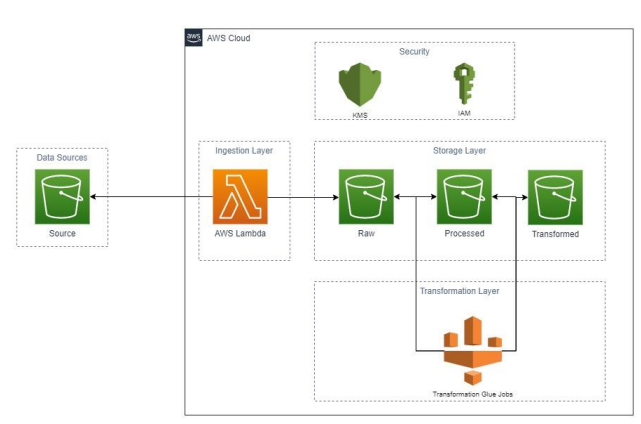 aws
AWS Cloud
Security
KMS
IAM
Data Sources
Ingestion Layer
Storage Layer
Source
AWS Lambda
Raw
Processed
Transformed
Transformation Layer
Transformation Glue Jobs